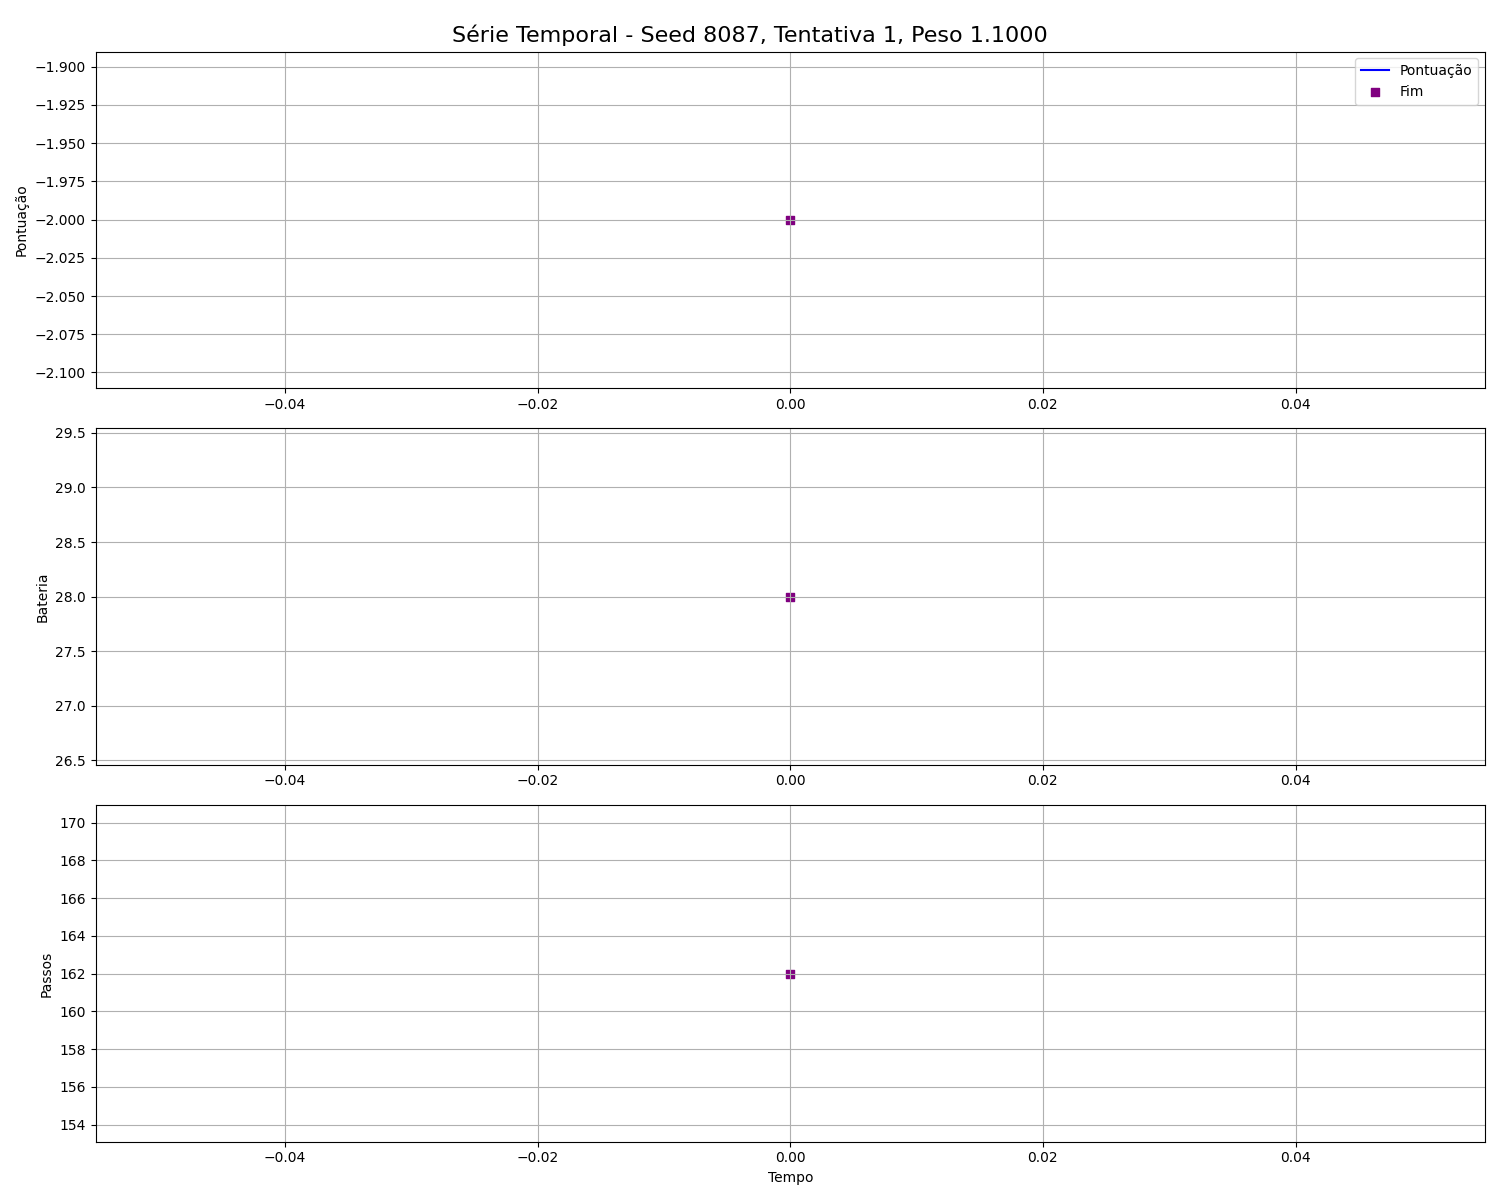 Série Temporal - Seed 8087, Tentativa 1, Peso 1.1000
Pontuação
−1.900
−1.925
−1.950
−1.975
−2.000
−2.025
−2.050
−2.075
−2.100
Pontuação
Fim
−0.04 −0.02 0.00 0.02 0.04
Bateria
29.5
29.0
28.5
28.0
27.5
27.0
26.5
−0.04 −0.02 0.00 0.02 0.04
Passos
170
168
166
164
162
160
158
156
154
−0.04 −0.02 0.00 0.02 0.04
Tempo